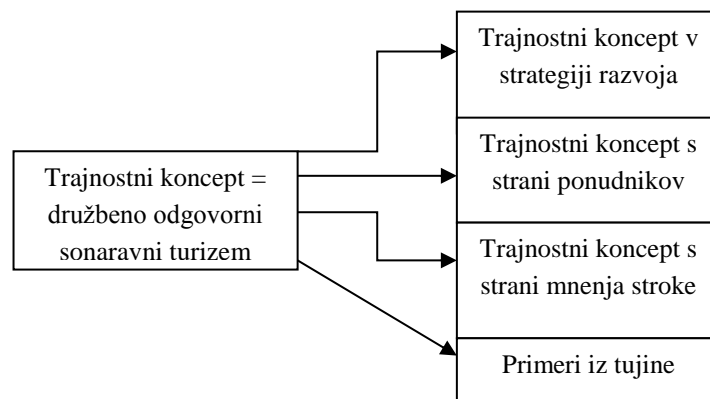 Trajnostni koncept v
strategiji razvoja
Trajnostni koncept =
družbeno odgovorni
sonaravni turizem
Trajnostni koncept s
strani ponudnikov
Trajnostni koncept s
strani mnenja stroke
Primeri iz tujine